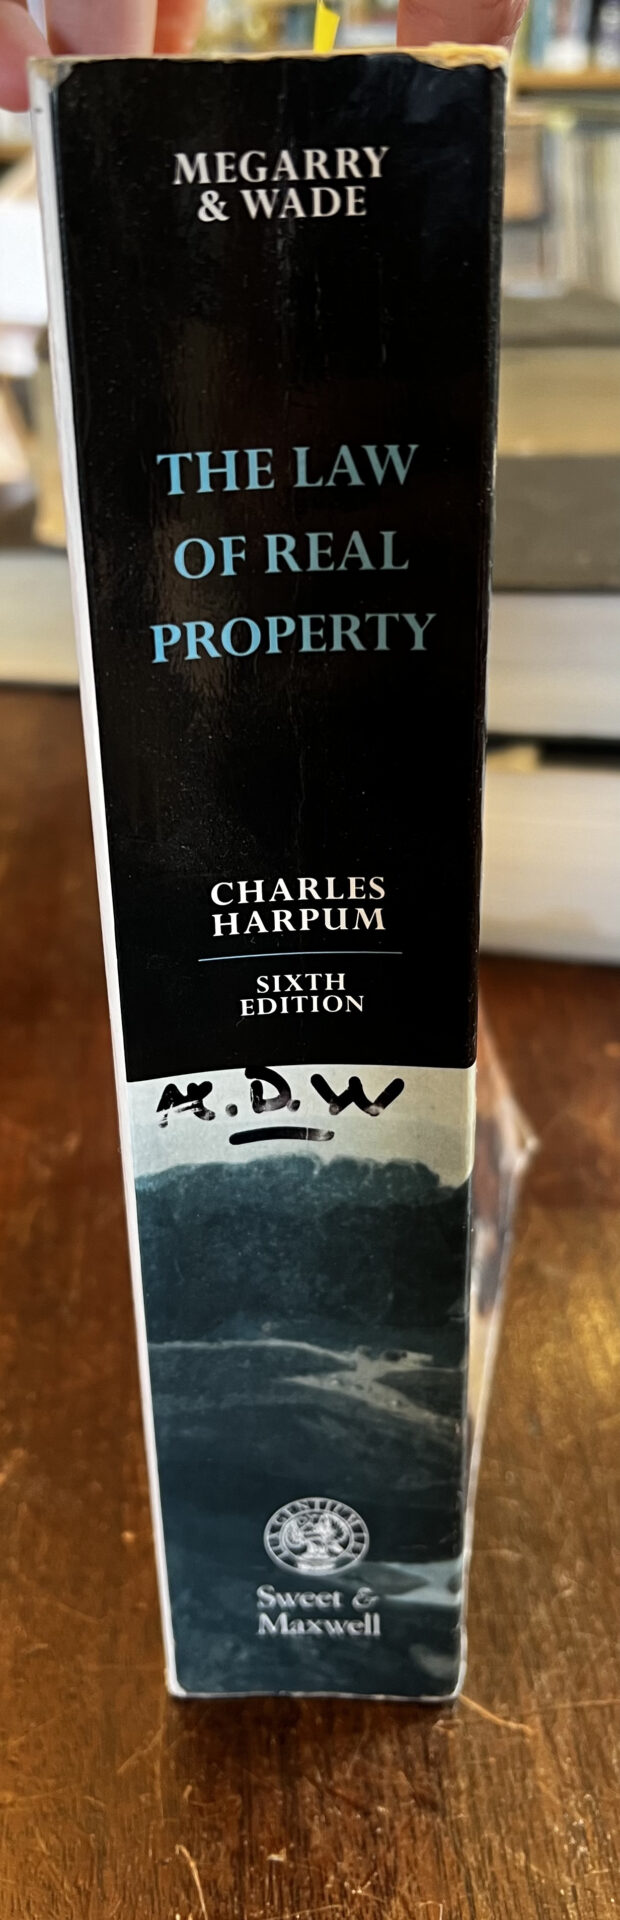 MEGARRY
& WADE
THE LAW
OF REAL
PROPERTY
CHARLES
HARPUM
SIXTH
EDITION
M.D.W
Sweet &
Maxwell